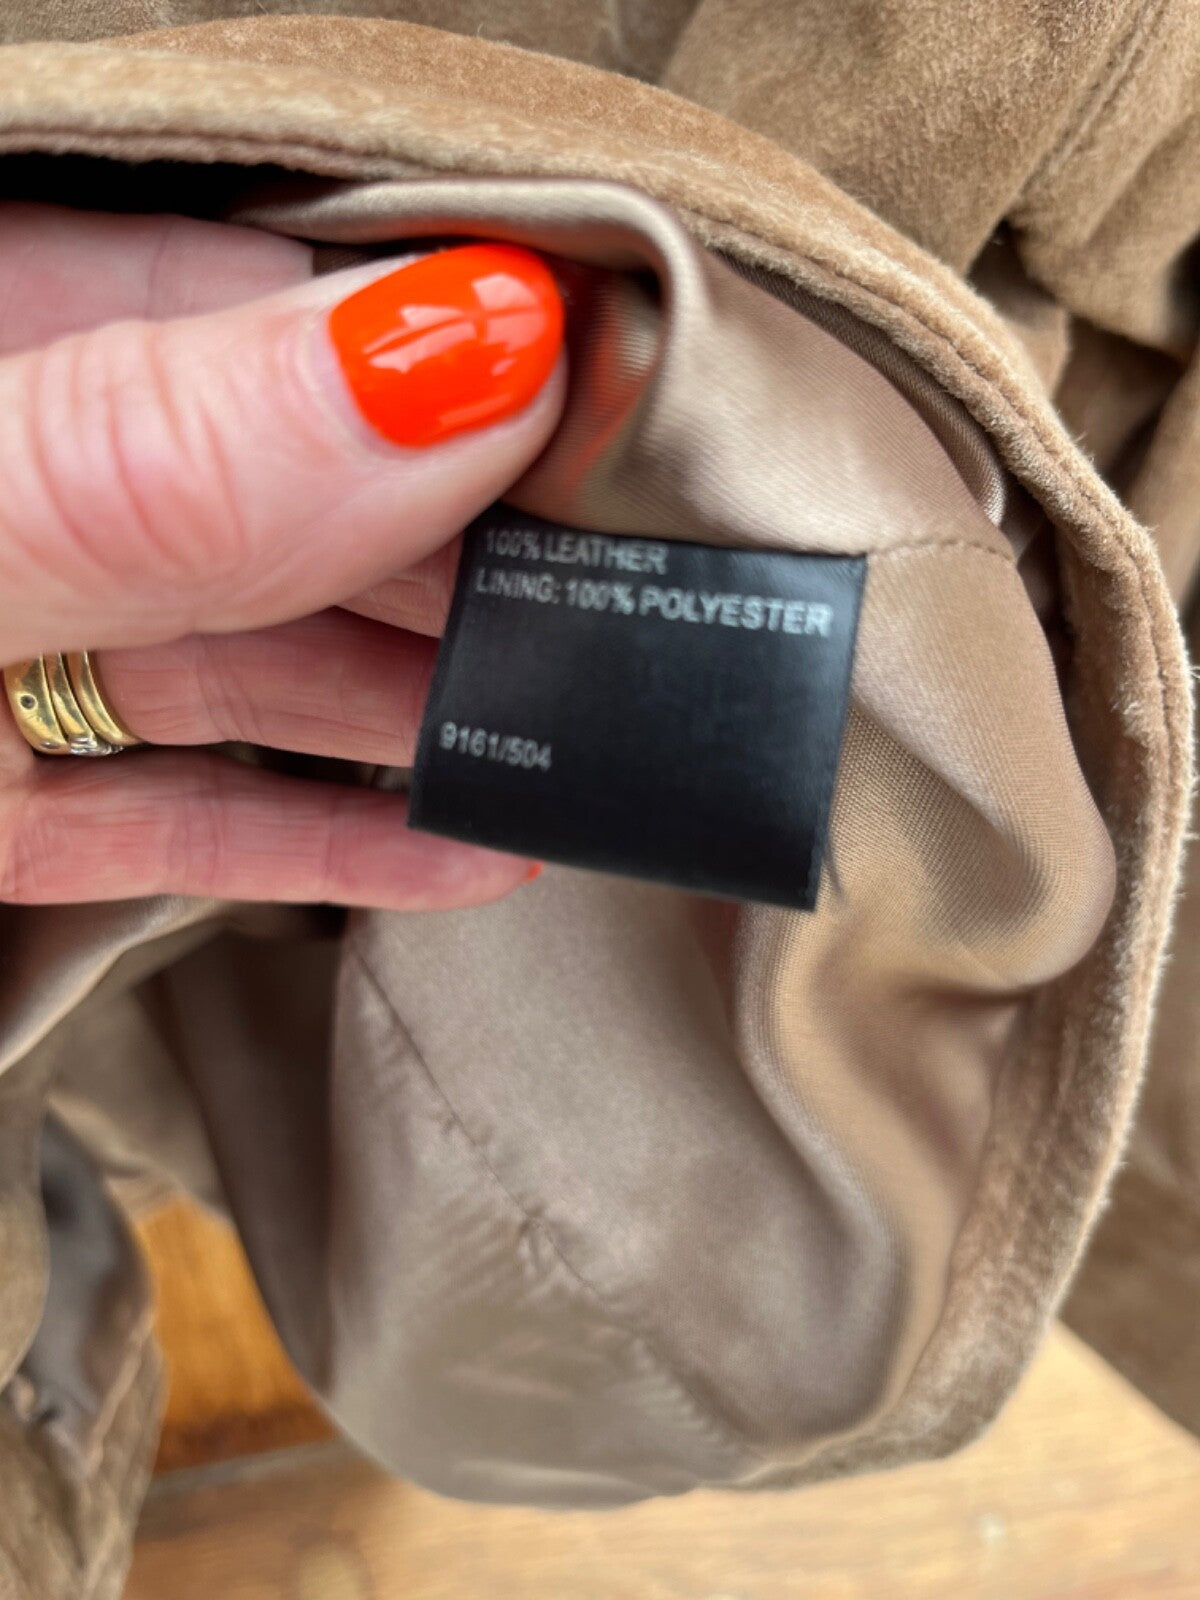 100% LEATHER
LINING: 100% POLYESTER
9161/504